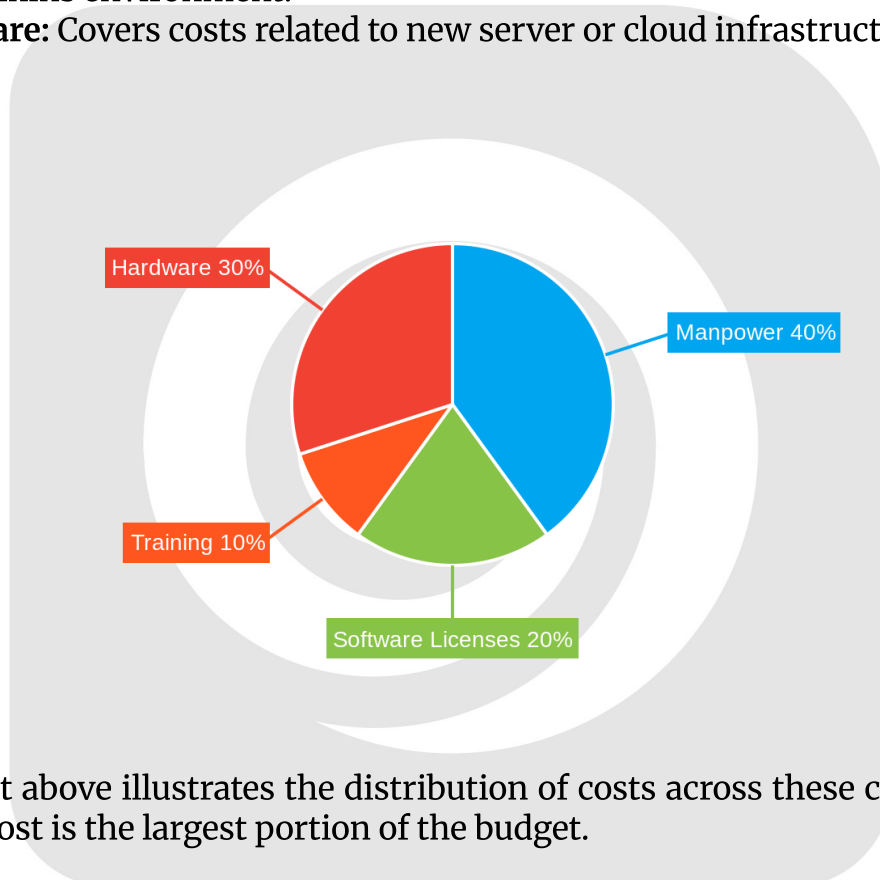 environment.
are: Covers costs related to new server or cloud infrastruct
Hardware 30%
Manpower 40%
Training 10%
Software Licenses 20%
t above illustrates the distribution of costs across these c
ost is the largest portion of the budget.